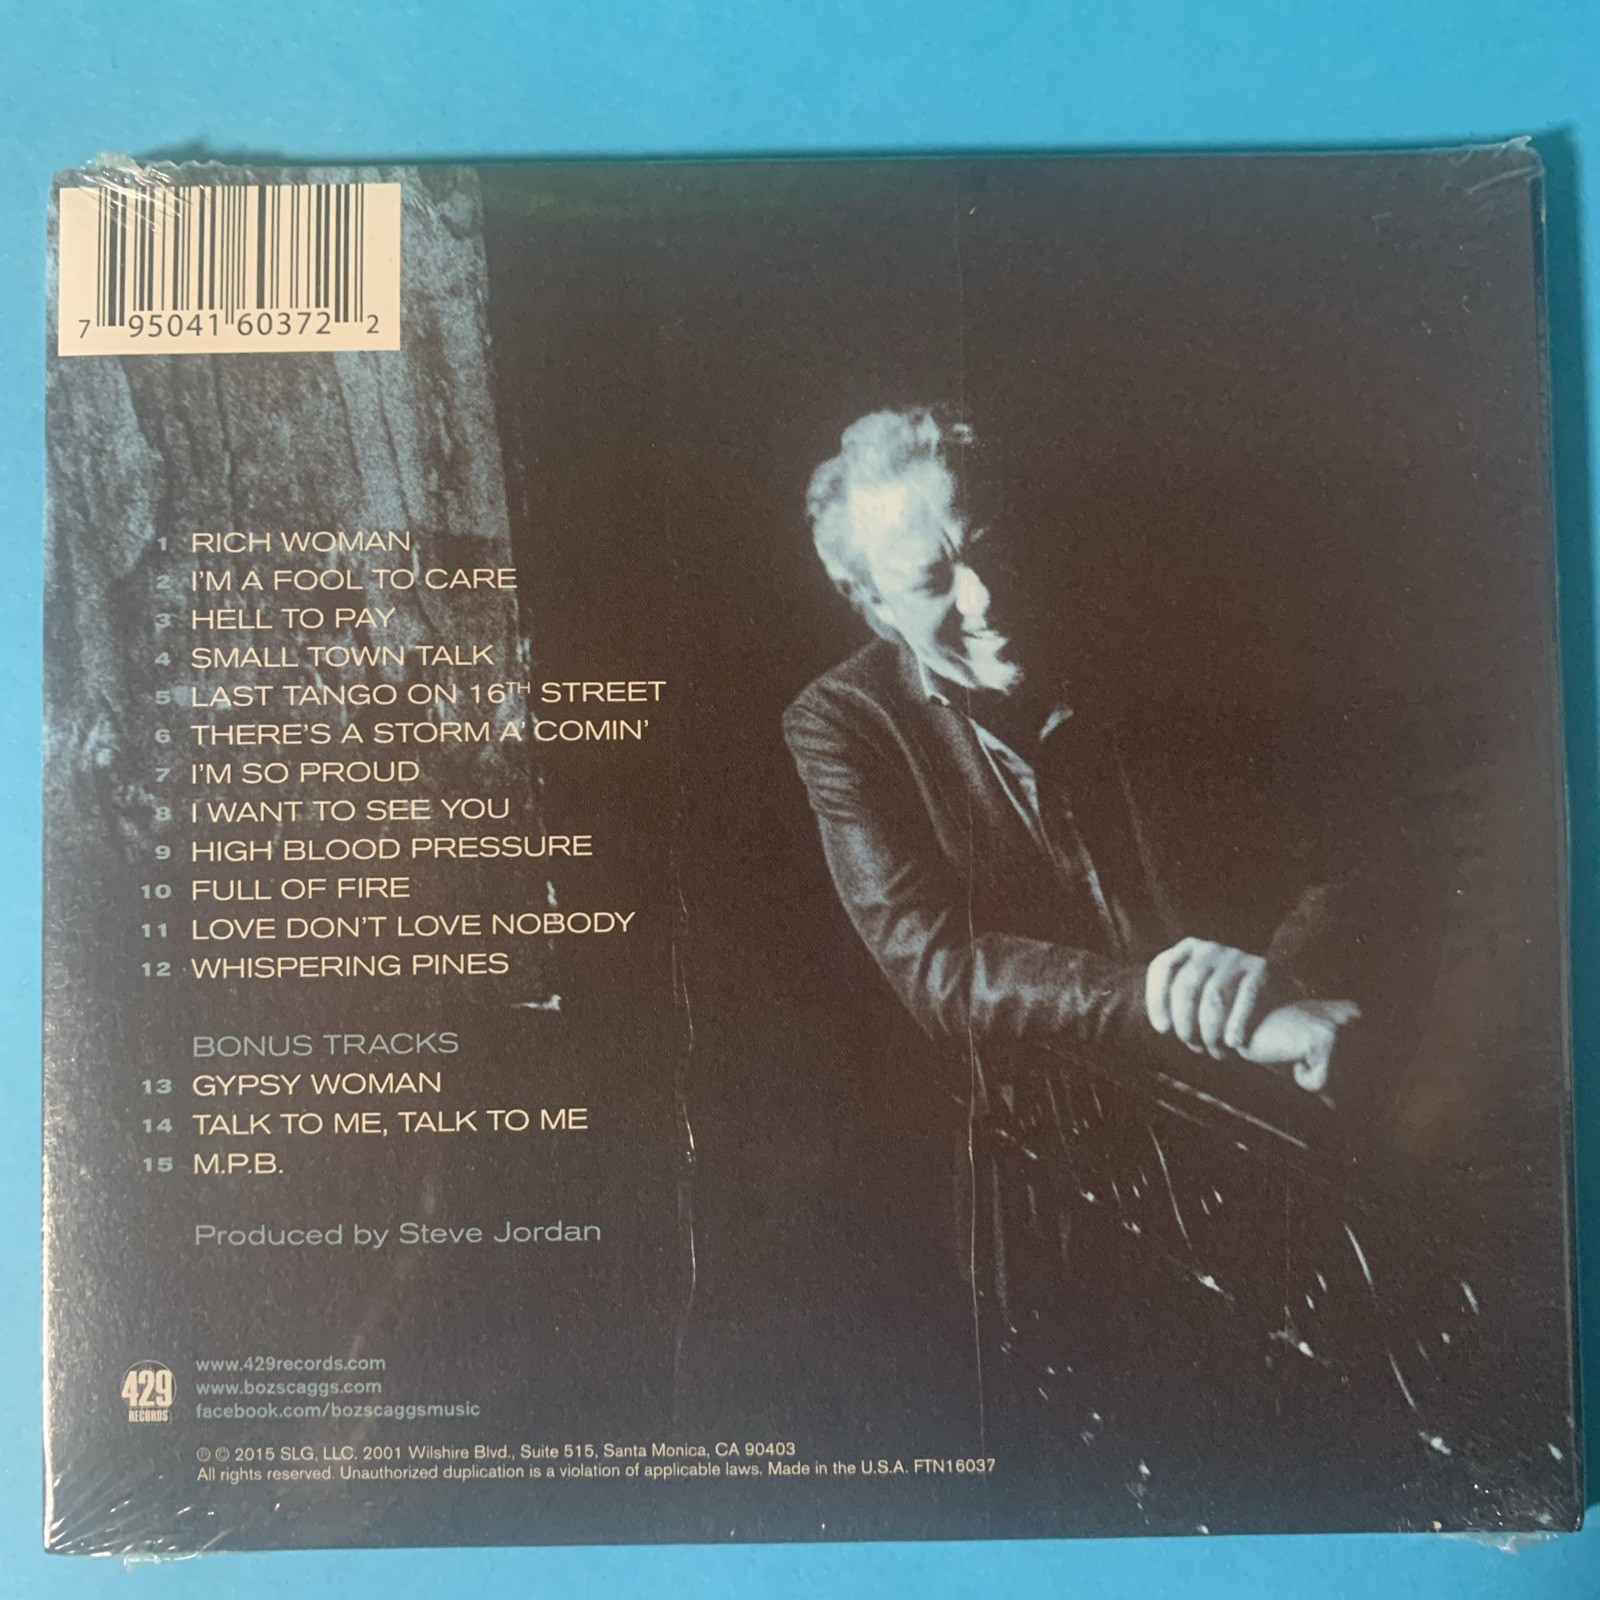 7 95041 60372 2
1 RICH WOMAN
2 I'M A FOOL TO CARE
3 HELL TO PAY
4 SMALL TOWN TALK
5 LAST TANGO ON 16TH STREET
6 THERE'S A STORM A' COMIN'
7 I'M SO PROUD
8 I WANT TO SEE YOU
9 HIGH BLOOD PRESSURE
10 FULL OF FIRE
11 LOVE DON'T LOVE NOBODY
12 WHISPERING PINES
BONUS TRACKS
13 GYPSY WOMAN
14 TALK TO ME, TALK TO ME
15 M.P.B.
Produced by Steve Jordan
429
RECORDS
www.429records.com
www.bozscaggs.com
facebook.com/bozscaggsmusic
℗ © 2015 SLG, LLC. 2001 Wilshire Blvd., Suite 515, Santa Monica, CA 90403
All rights reserved. Unauthorized duplication is a violation of applicable laws. Made in the U.S.A. FTN16037